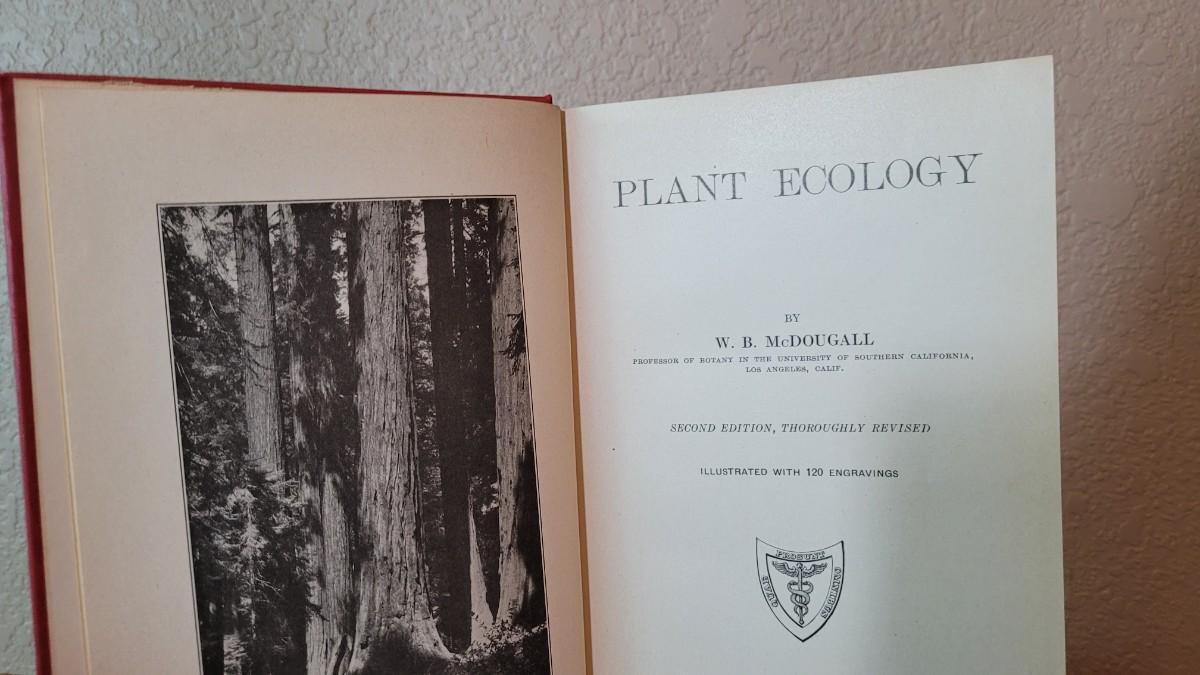 PLANT ECOLOGY
BY
W. B. McDOUGALL
PROFESSOR OF BOTANY IN THE UNIVERSITY OF SOUTHERN CALIFORNIA,
LOS ANGELES, CALIF.
SECOND EDITION, THOROUGHLY REVISED
ILLUSTRATED WITH 120 ENGRAVINGS
PROSUNT